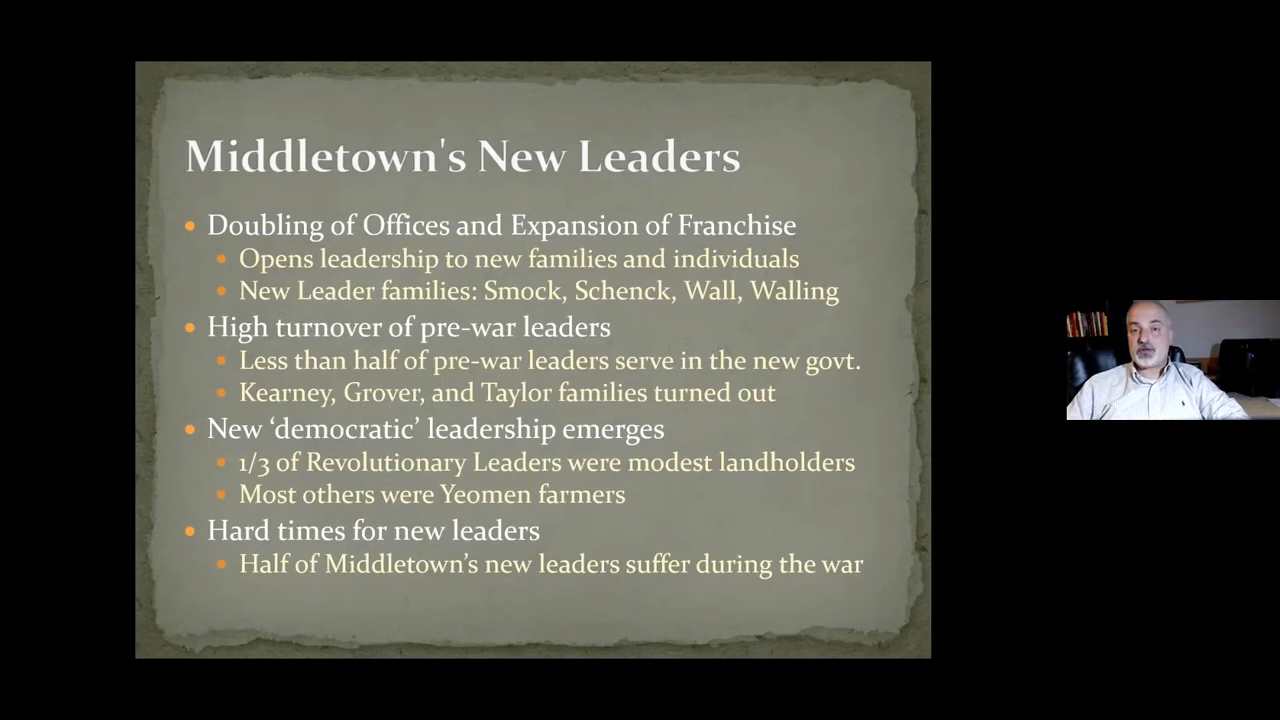 Middletown's New Leaders
Doubling of Offices and Expansion of Franchise
Opens leadership to new families and individuals
New Leader families: Smock, Schenck, Wall, Walling
High turnover of pre-war leaders
Less than half of pre-war leaders serve in the new govt.
Kearney, Grover, and Taylor families turned out
New ‘democratic’ leadership emerges
1/3 of Revolutionary Leaders were modest landholders
Most others were Yeomen farmers
Hard times for new leaders
Half of Middletown’s new leaders suffer during the war